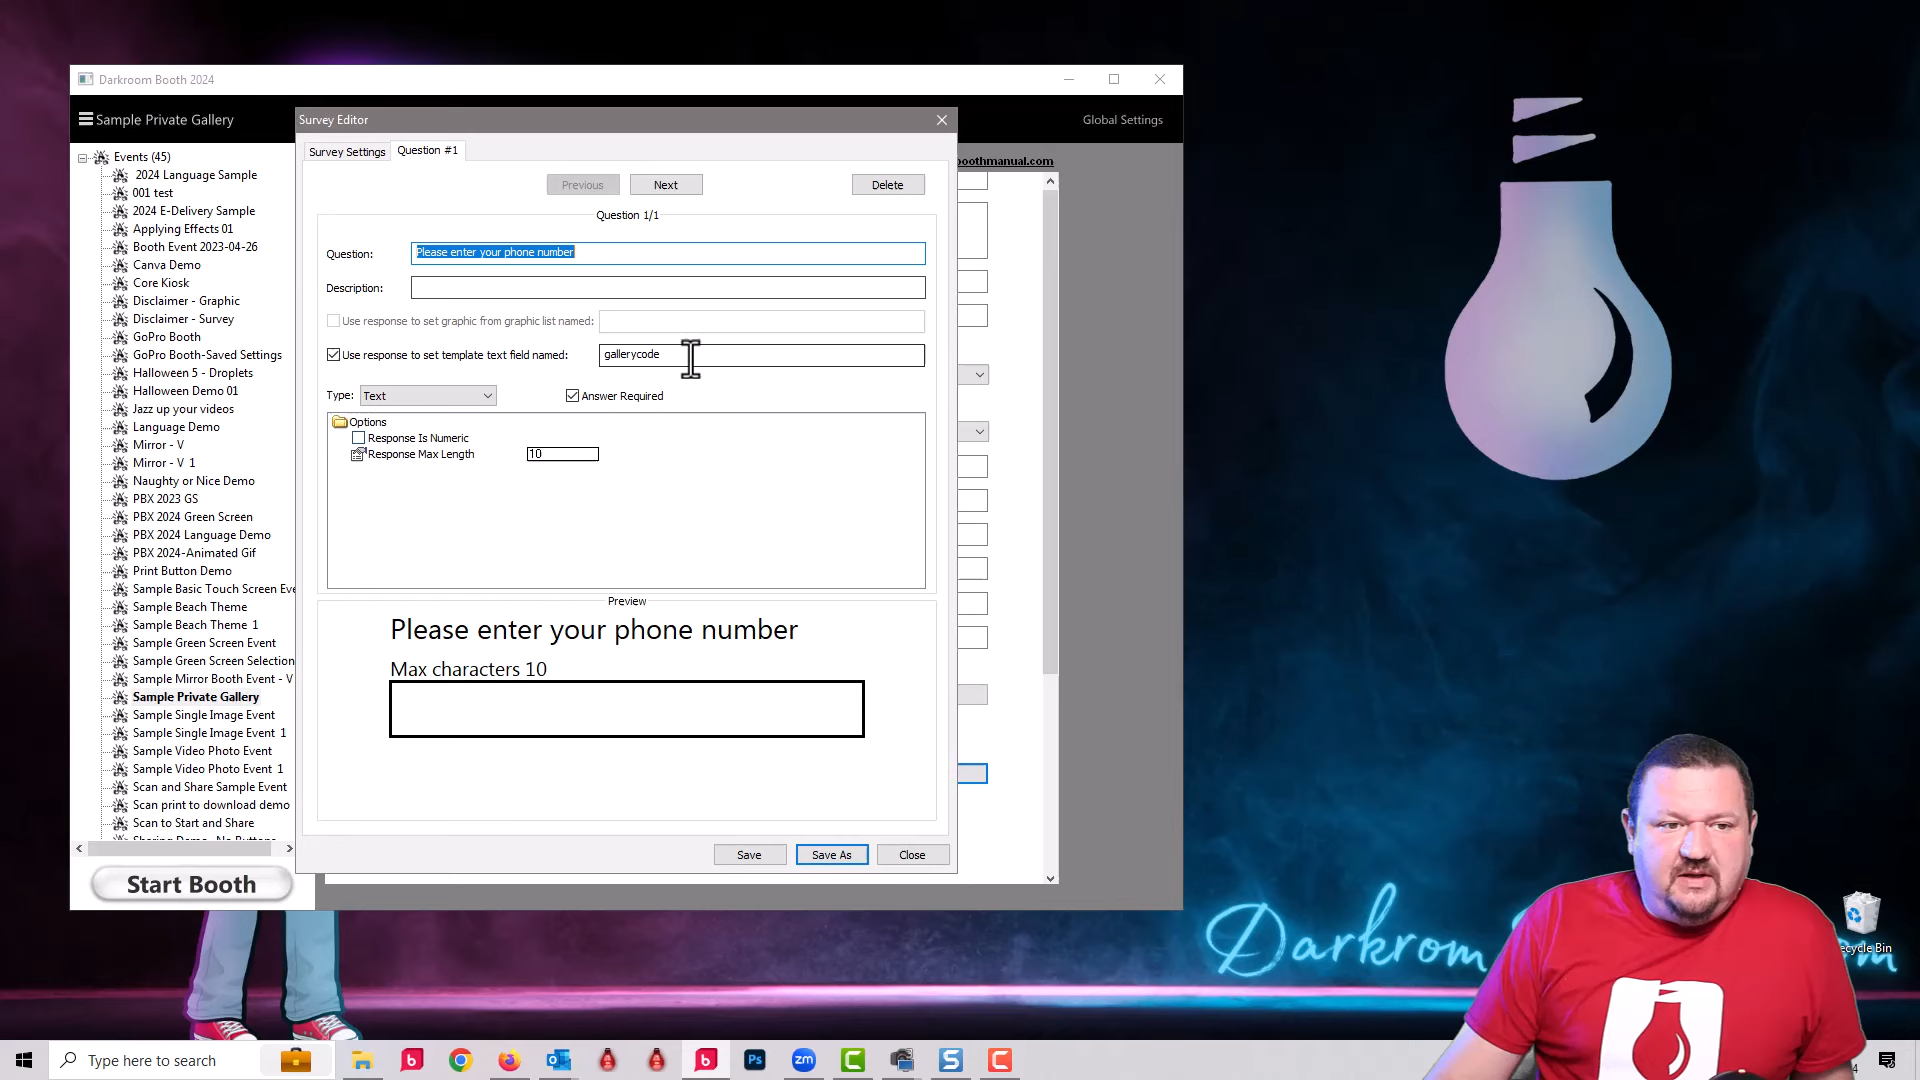 Darkroom Booth 2024
Sample Private Gallery
Global Settings
Survey Editor
Survey Settings
Question #1
boothmanual.com
Events (45)
2024 Language Sample
001 test
2024 E-Delivery Sample
Applying Effects 01
Booth Event 2023-04-26
Canva Demo
Core Kiosk
Disclaimer - Graphic
Disclaimer - Survey
GoPro Booth
GoPro Booth-Saved Settings
Halloween 5 - Droplets
Halloween Demo 01
Jazz up your videos
Language Demo
Mirror - V
Mirror - V 1
Naughty or Nice Demo
PBX 2023 GS
PBX 2024 Green Screen
PBX 2024 Language Demo
PBX 2024-Animated Gif
Print Button Demo
Sample Basic Touch Screen Eve
Sample Beach Theme
Sample Beach Theme 1
Sample Green Screen Event
Sample Green Screen Selection
Sample Mirror Booth Event - V
Sample Private Gallery
Sample Single Image Event
Sample Single Image Event 1
Sample Video Photo Event
Sample Video Photo Event 1
Scan and Share Sample Event
Scan print to download demo
Scan to Start and Share
Start Booth
Previous
Next
Delete
Question 1/1
Question: Please enter your phone number
Description:
Use response to set graphic from graphic list named:
Use response to set template text field named: gallerycode
Type: Text
Answer Required
Options
Response Is Numeric
Response Max Length 10
Preview
Please enter your phone number
Max characters 10
Save
Save As
Close
Darkrom
ecycle Bin
Type here to search
b
b
Ps
zm
C
S
C
4